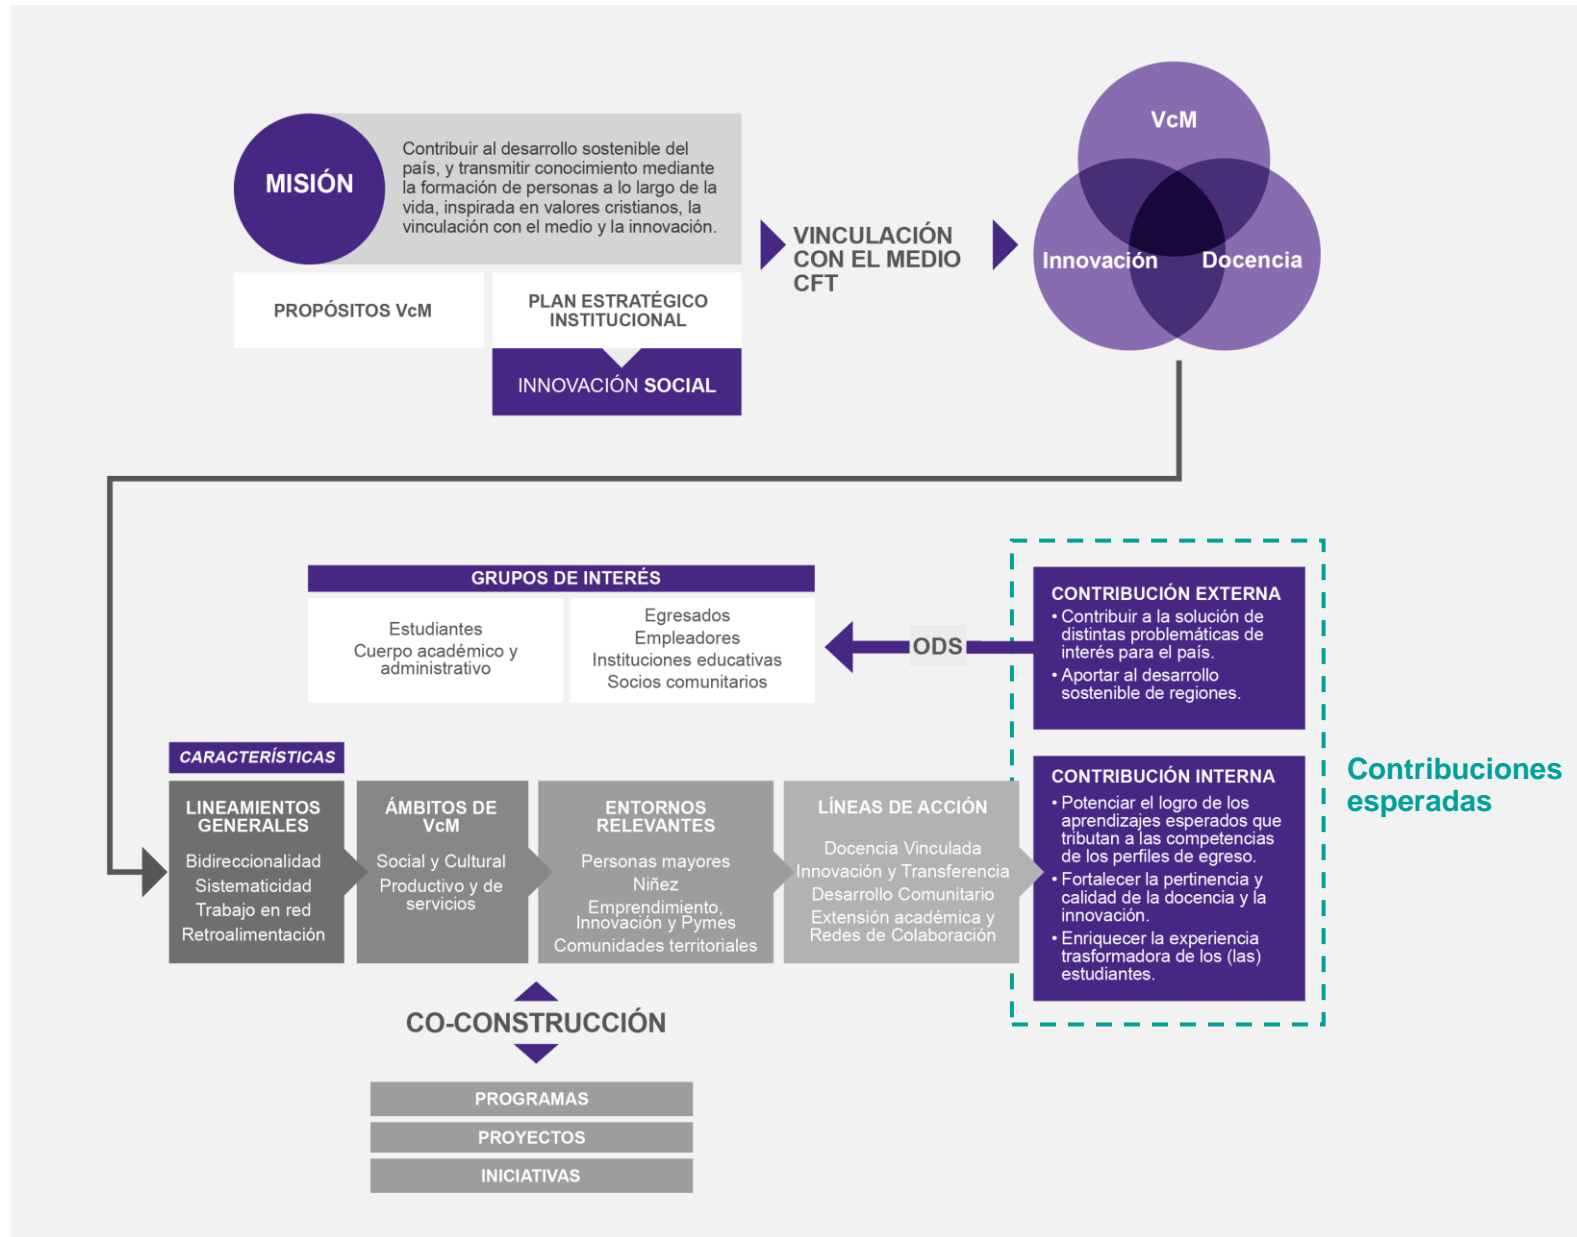 MISIÓN
Contribuir al desarrollo sostenible del
país, y transmitir conocimiento mediante
la formación de personas a lo largo de la
vida, inspirada en valores cristianos, la
vinculación con el medio y la innovación.
PROPÓSITOS VcM
PLAN ESTRATÉGICO
INSTITUCIONAL
INNOVACIÓN SOCIAL
VINCULACIÓN
CON EL MEDIO
CFT
VcM
Innovación
Docencia
GRUPOS DE INTERÉS
Estudiantes
Cuerpo académico y
administrativo
Egresados
Empleadores
Instituciones educativas
Socios comunitarios
ODS
CONTRIBUCIÓN EXTERNA
• Contribuir a la solución de
distintas problemáticas de
interés para el país.
• Aportar al desarrollo
sostenible de regiones.
CARACTERÍSTICAS
LINEAMIENTOS
GENERALES
Bidireccionalidad
Sistematicidad
Trabajo en red
Retroalimentación
ÁMBITOS DE
VcM
Social y Cultural
Productivo y de
servicios
ENTORNOS
RELEVANTES
Personas mayores
Niñez
Emprendimiento,
Innovación y Pymes
Comunidades territoriales
LÍNEAS DE ACCIÓN
Docencia Vinculada
Innovación y Transferencia
Desarrollo Comunitario
Extensión académica y
Redes de Colaboración
CONTRIBUCIÓN INTERNA
• Potenciar el logro de los
aprendizajes esperados que
tributan a las competencias
de los perfiles de egreso.
• Fortalecer la pertinencia y
calidad de la docencia y la
innovación.
• Enriquecer la experiencia
trasformadora de los (las)
estudiantes.
Contribuciones
esperadas
CO-CONSTRUCCIÓN
PROGRAMAS
PROYECTOS
INICIATIVAS